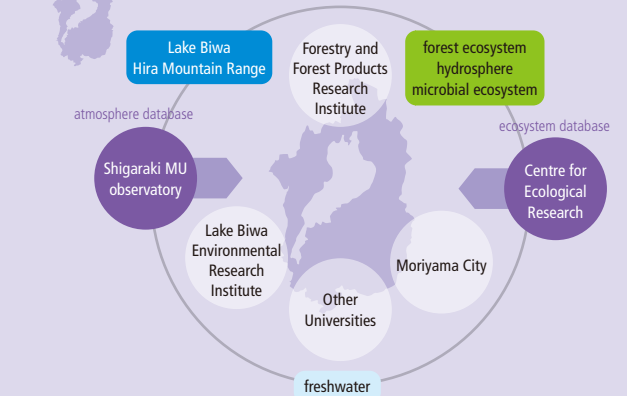 Lake Biwa
Hira Mountain Range
Forestry and
Forest Products
Research
Institute
forest ecosystem
hydrosphere
microbial ecosystem
atmosphere database
ecosystem database
Shigaraki MU
observatory
Centre for
Ecological
Research
Lake Biwa
Environmental
Research
Institute
Moriyama City
Other
Universities
freshwater